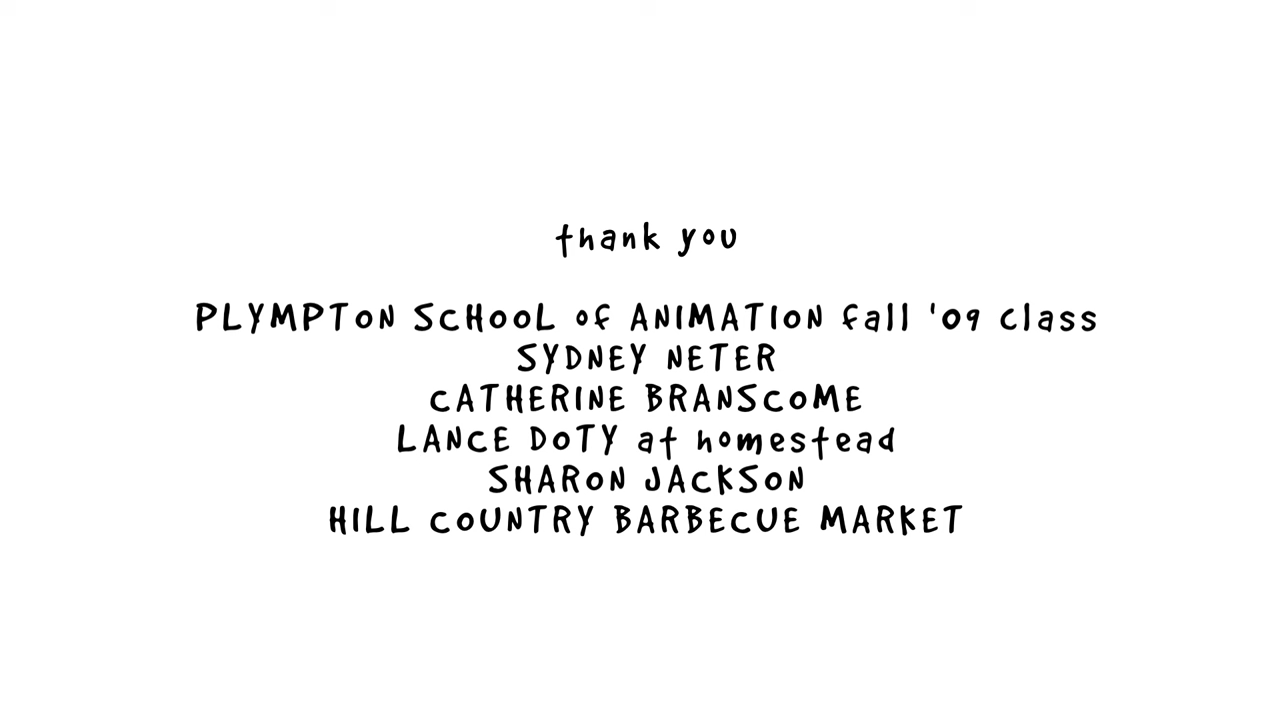 thank you
PLYMPTON SCHOOL of ANIMATION fall '09 class
SYDNEY NETER
CATHERINE BRANSCOME
LANCE DOTY at homestead
SHARON JACKSON
HILL COUNTRY BARBECUE MARKET